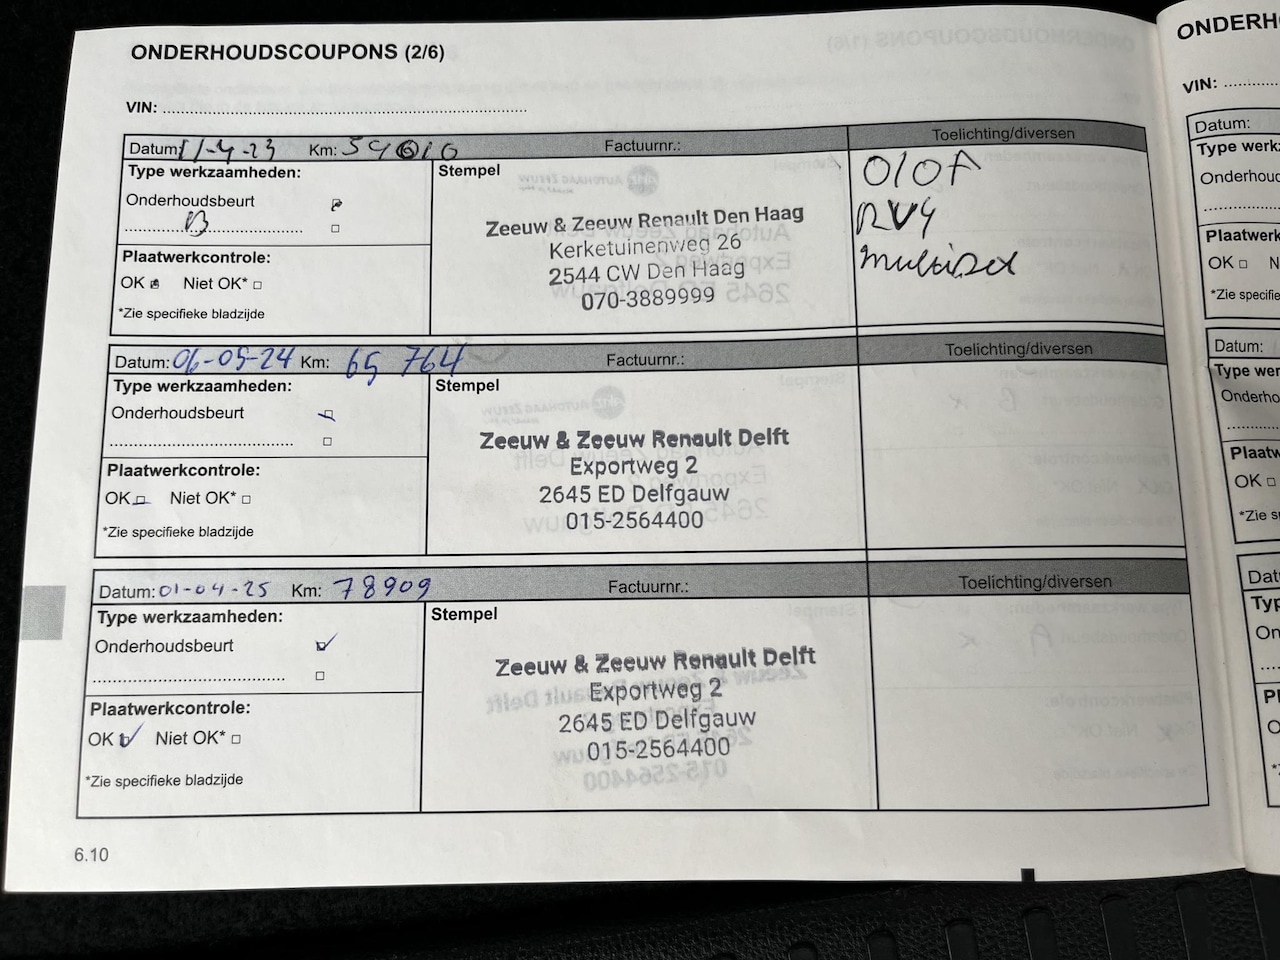 ONDERHOUDSCOUPONS (2/6)
VIN:
Datum: 11-4-23 Km: Factuurnr.: Toelichting/diversen
Type werkzaamheden:
Onderhoudsbeurt
B
Plaatwerkcontrole:
OK Niet OK*
*Zie specifieke bladzijde
Stempel
Zeeuw & Zeeuw Renault Den Haag
Kerketuinenweg 26
2544 CW Den Haag
070-3889999
Datum: 06-05-24 Km: 65 764 Factuurnr.: Toelichting/diversen
Type werkzaamheden:
Onderhoudsbeurt
Plaatwerkcontrole:
OK Niet OK*
*Zie specifieke bladzijde
Stempel
Zeeuw & Zeeuw Renault Delft
Exportweg 2
2645 ED Delfgauw
015-2564400
Datum: 01-04-25 Km: 78909 Factuurnr.: Toelichting/diversen
Type werkzaamheden:
Onderhoudsbeurt
Plaatwerkcontrole:
OK Niet OK*
*Zie specifieke bladzijde
Stempel
Zeeuw & Zeeuw Renault Delft
Exportweg 2
2645 ED Delfgauw
015-2564400
6.10
VIN:
Datum:
OK
Datum:
OK